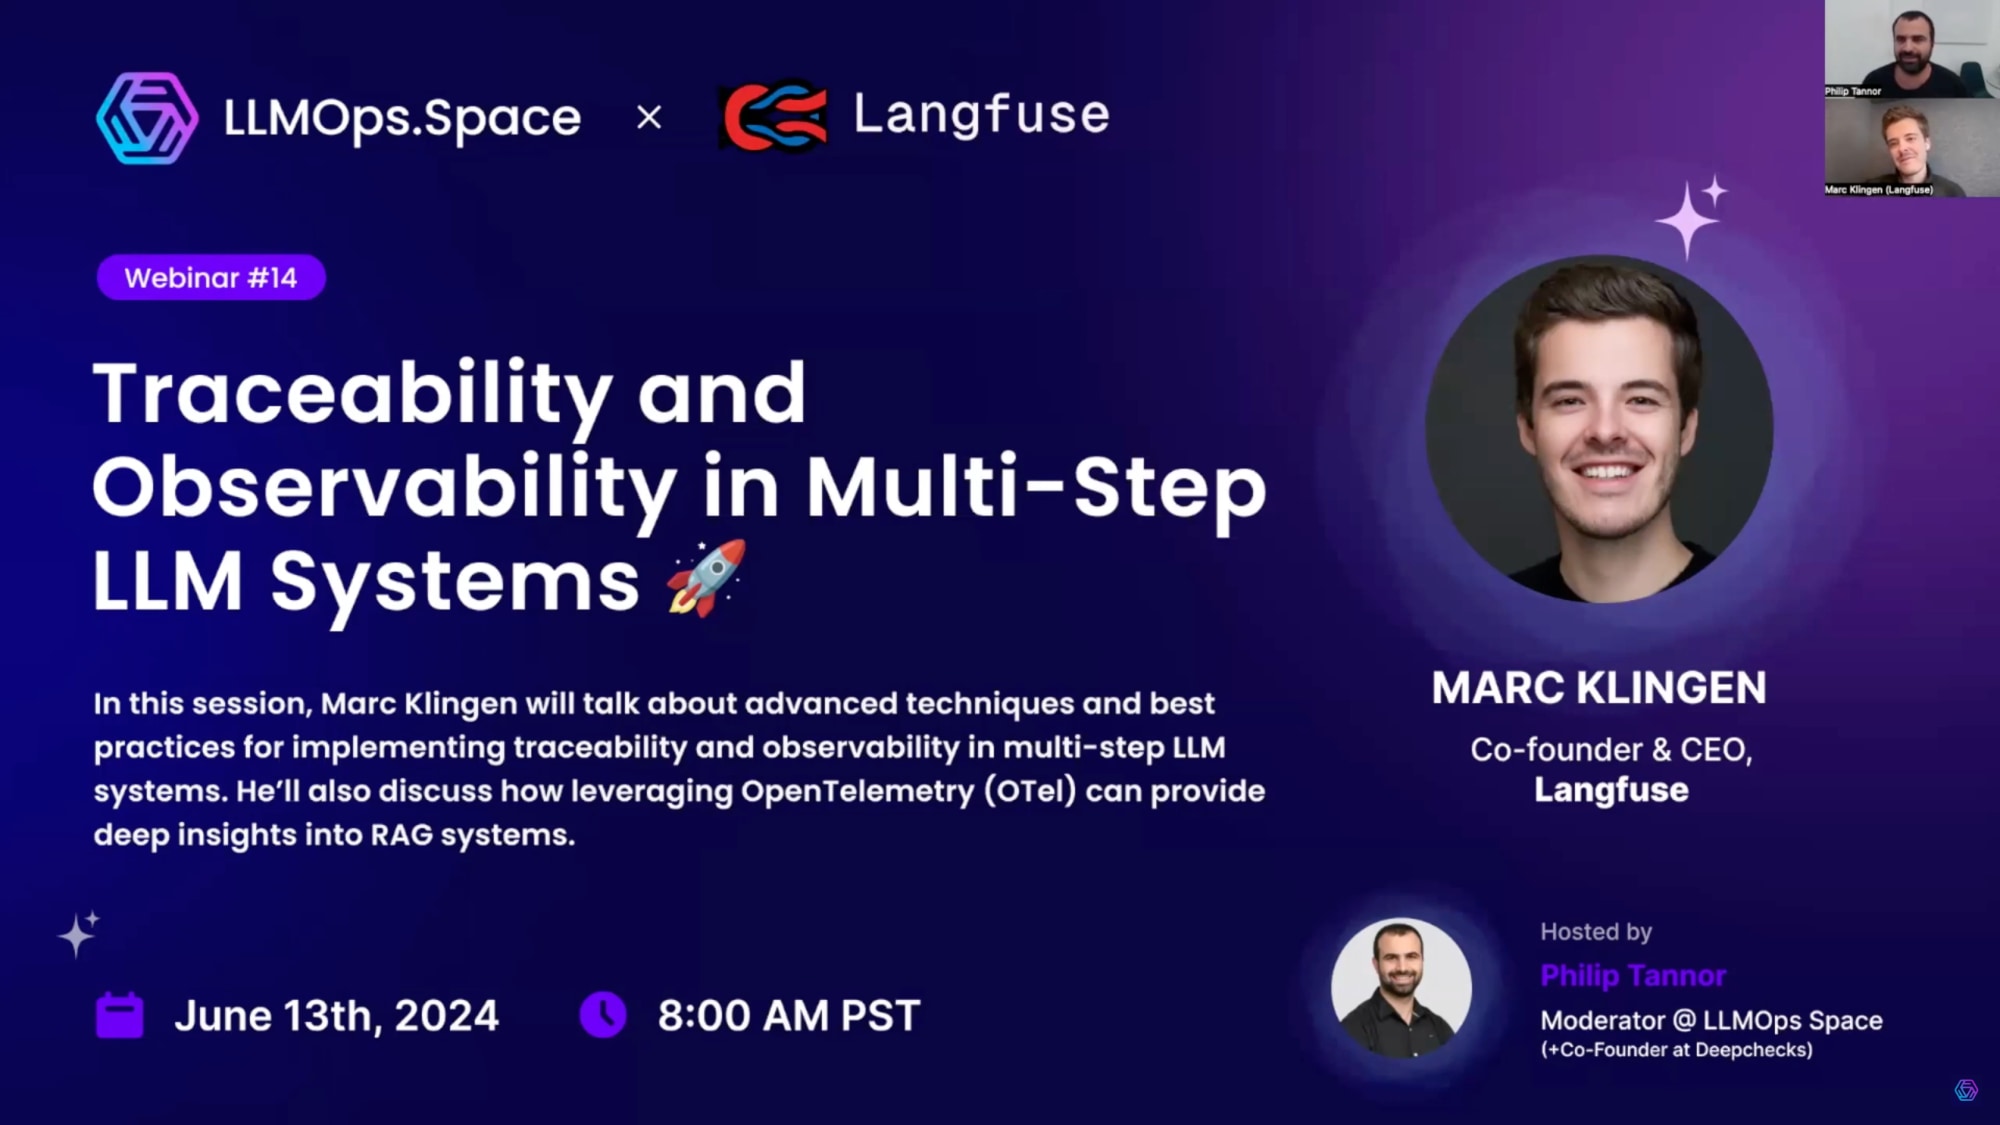 LLMOps.Space × Langfuse
Webinar #14
Traceability and
Observability in Multi-Step
LLM Systems 🚀
In this session, Marc Klingen will talk about advanced techniques and best
practices for implementing traceability and observability in multi-step LLM
systems. He’ll also discuss how leveraging OpenTelemetry (OTel) can provide
deep insights into RAG systems.
June 13th, 2024
8:00 AM PST
Philip Tannor
Marc Klingen (Langfuse)
MARC KLINGEN
Co-founder & CEO,
Langfuse
Hosted by
Philip Tannor
Moderator @ LLMOps Space
(+Co-Founder at Deepchecks)